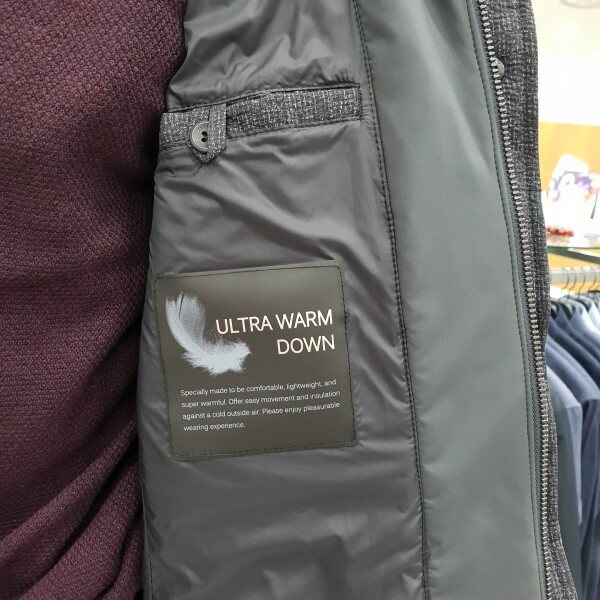 ULTRA WARM
DOWN
Specially made to be comfortable, lightweight, and
super warmful. Offer easy movement and insulation
against a cold outside air. Please enjoy pleasurable
wearing experience.